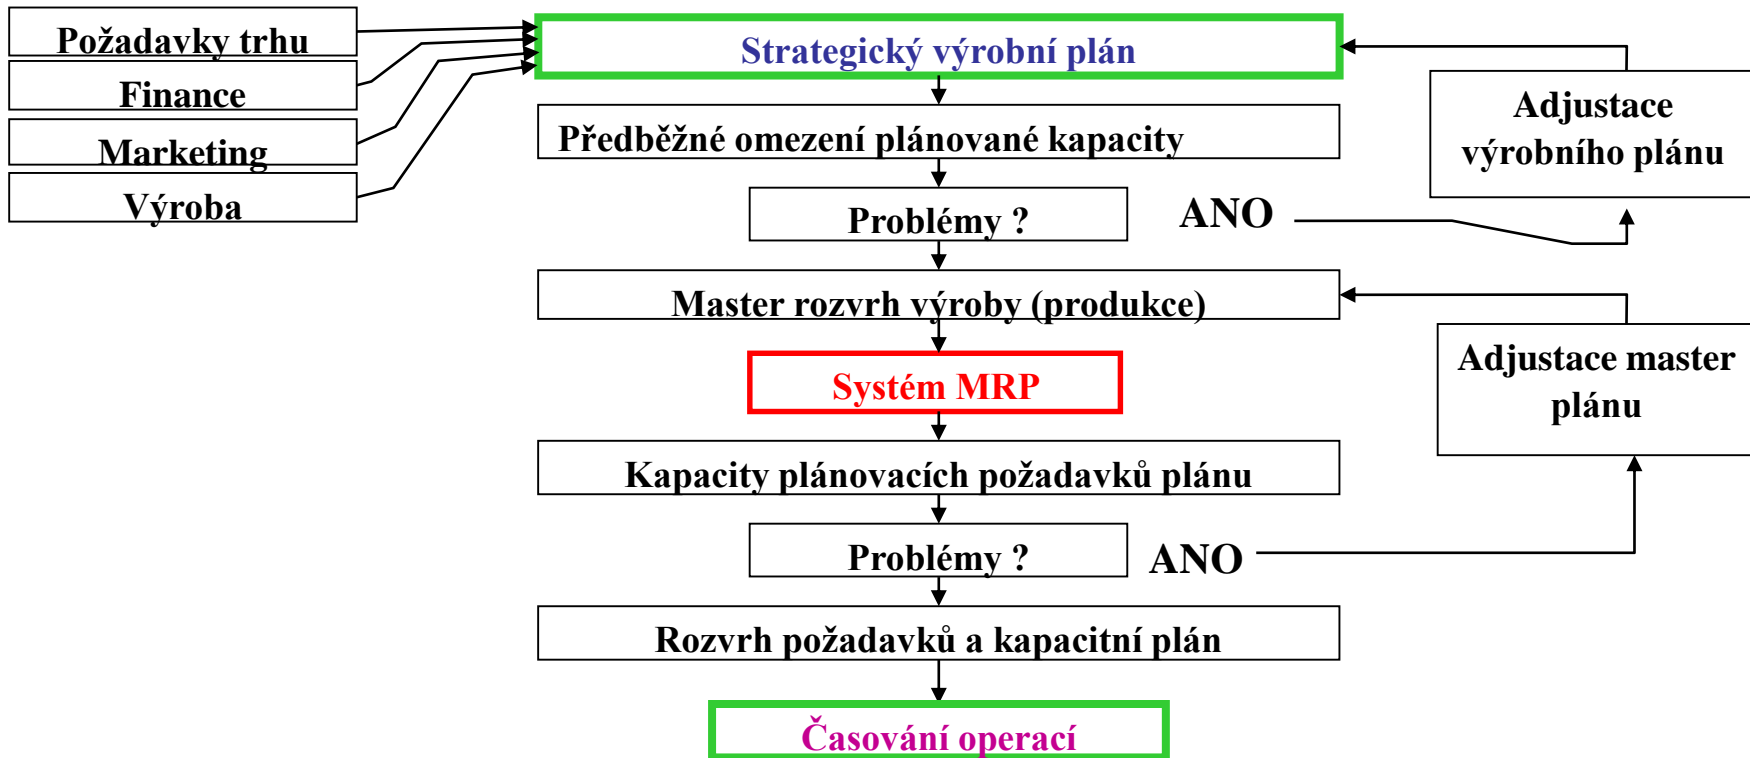 Požadavky trhu
Finance
Marketing
Výroba
Strategický výrobní plán
Předběžné omezení plánované kapacity
Adjustace
výrobního plánu
Problémy ?
ANO
Master rozvrh výroby (produkce)
Systém MRP
Adjustace master
plánu
Kapacity plánovacích požadavků plánu
Problémy ?
ANO
Rozvrh požadavků a kapacitní plán
Časování operací